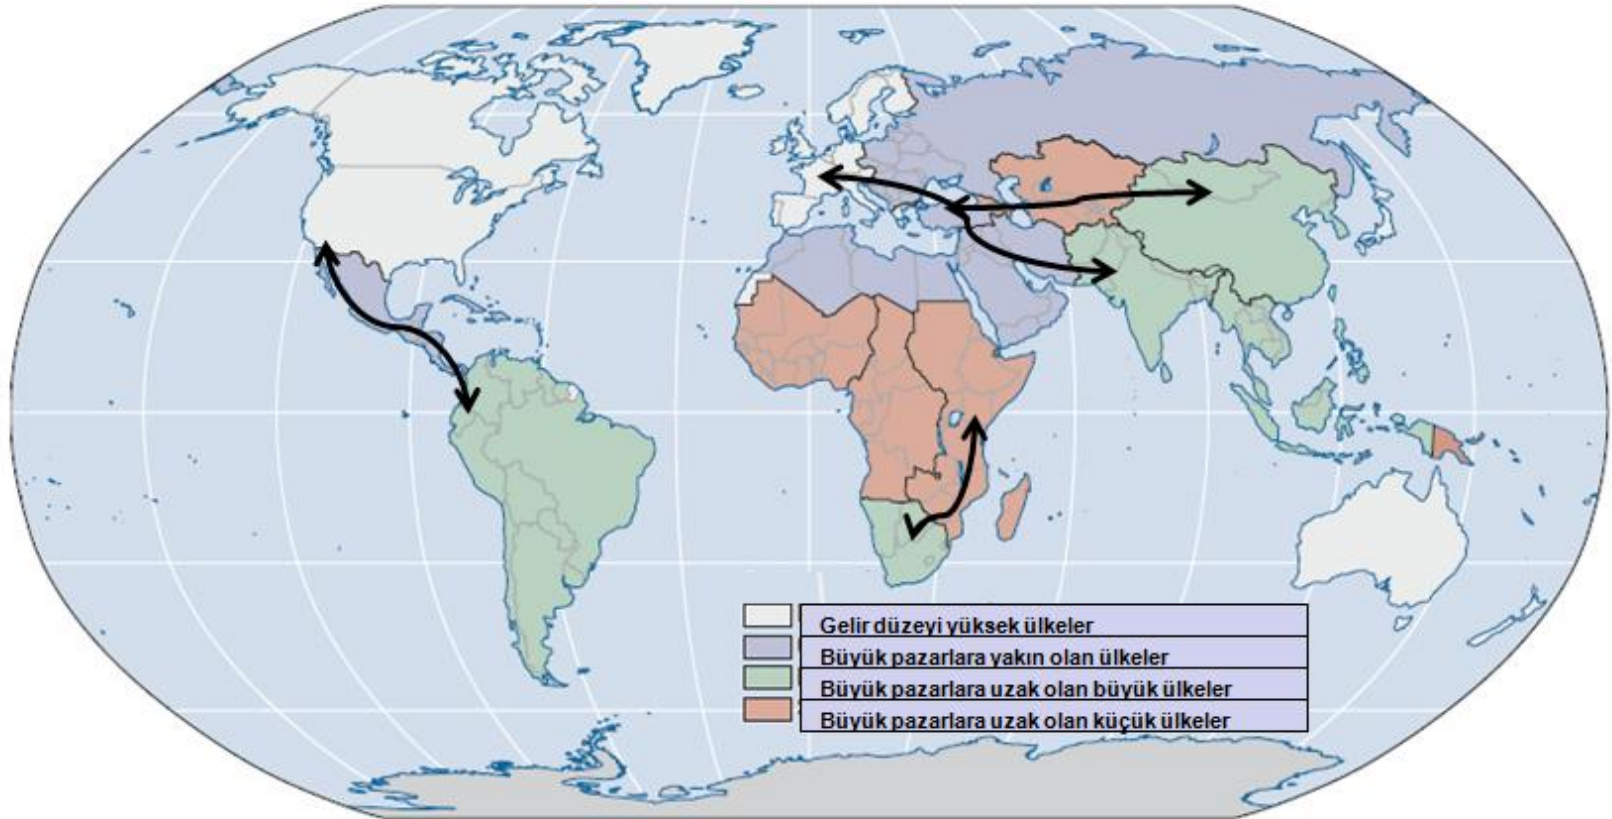 Gelir düzeyi yüksek ülkeler
Büyük pazarlara yakın olan ülkeler
Büyük pazarlara uzak olan büyük ülkeler
Büyük pazarlara uzak olan küçük ülkeler